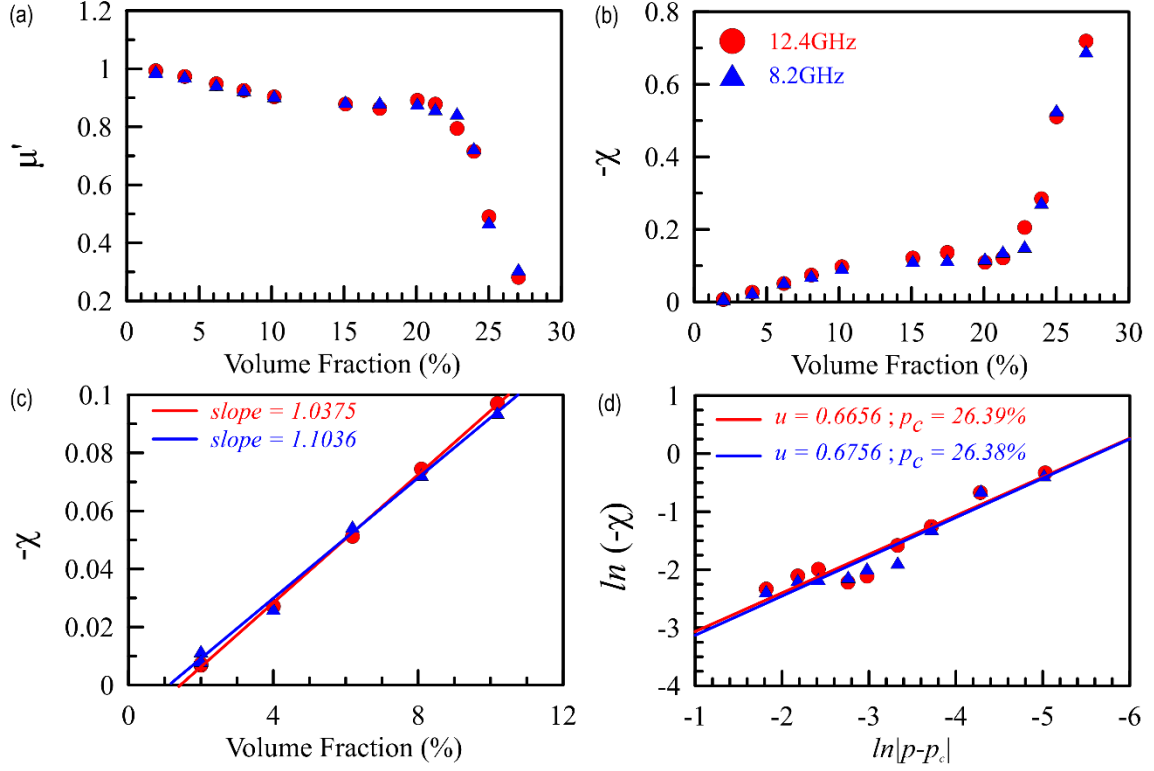 (a)
1.2
1
0.8
0.6
0.4
0.2
μ'
0 5 10 15 20 25 30
Volume Fraction (%)
(b)
0.8
0.6
0.4
0.2
0
-χ
12.4GHz
8.2GHz
0 5 10 15 20 25 30
Volume Fraction (%)
(c)
0.1
0.08
0.06
0.04
0.02
0
-χ
slope = 1.0375
slope = 1.1036
0 4 8 12
Volume Fraction (%)
(d)
1
0
-1
-2
-3
-4
ln (-χ)
u = 0.6656 ; pC = 26.39%
u = 0.6756 ; pC = 26.38%
-1 -2 -3 -4 -5 -6
ln|p-pc|